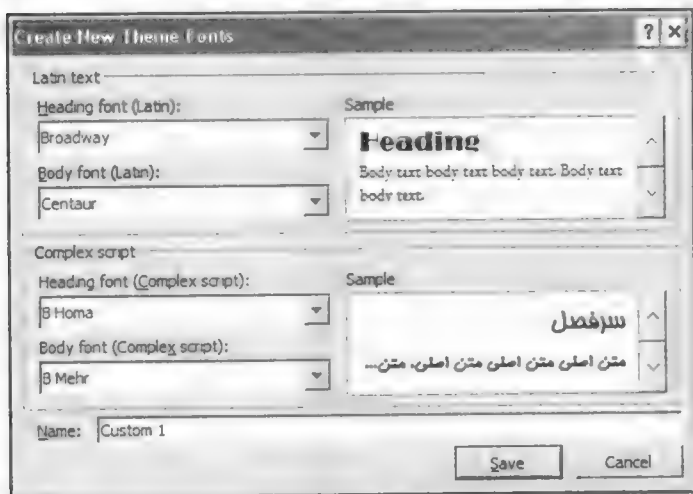 Create New Theme Fonts
Latin text
Heading font (Latin):
Broadway
Body font (Latin):
Centaur
Sample
Heading
Body text body text body text. Body text
body text.
Complex script
Heading font (Complex script):
B Homa
Body font (Complex script):
B Mehr
Sample
سرفصل
متن اصلی متن اصلی متن اصلی، متن...
Name: Custom 1
Save Cancel